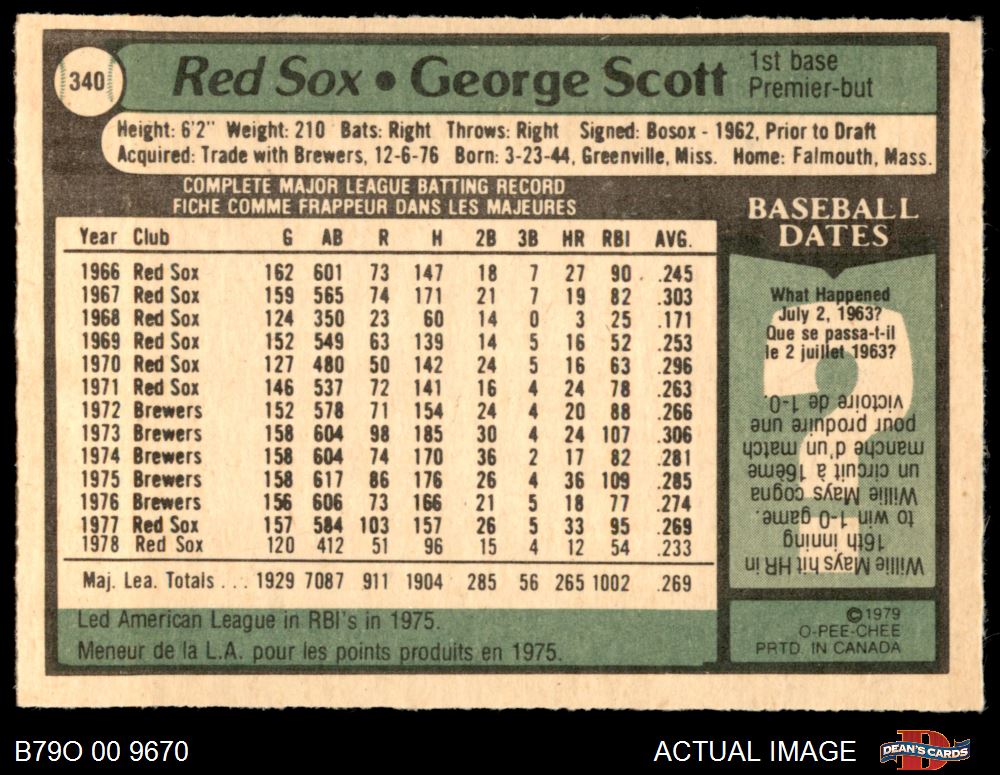 340
Red Sox • George Scott
1st base
Premier-but
Height: 6'2" Weight: 210 Bats: Right Throws: Right Signed: Bosox - 1962, Prior to Draft
Acquired: Trade with Brewers, 12-6-76 Born: 3-23-44, Greenville, Miss. Home: Falmouth, Mass.
COMPLETE MAJOR LEAGUE BATTING RECORD
FICHE COMME FRAPPEUR DANS LES MAJEURES
Year Club G AB R H 2B 3B HR RBI AVG.
1966 Red Sox 162 601 73 147 18 7 27 90 .245
1967 Red Sox 159 565 74 171 21 7 19 82 .303
1968 Red Sox 124 350 23 60 14 0 3 25 .171
1969 Red Sox 152 549 63 139 14 5 16 52 .253
1970 Red Sox 127 480 50 142 24 5 16 63 .296
1971 Red Sox 146 537 72 141 16 4 24 78 .263
1972 Brewers 152 578 71 154 24 4 20 88 .266
1973 Brewers 158 604 98 185 30 4 24 107 .306
1974 Brewers 158 604 74 170 36 2 17 82 .281
1975 Brewers 158 617 86 176 26 4 36 109 .285
1976 Brewers 156 606 73 166 21 5 18 77 .274
1977 Red Sox 157 584 103 157 26 5 33 95 .269
1978 Red Sox 120 412 51 96 15 4 12 54 .233
Maj. Lea. Totals ... 1929 7087 911 1904 285 56 265 1002 .269
Led American League in RBI's in 1975.
Meneur de la L.A. pour les points produits en 1975.
BASEBALL
DATES
What Happened
July 2, 1963?
Que se passa-t-il
le 2 juillet 1963?
Willie Mays hit HR in
16th inning
to win 1-0 game.
Willie Mays cogna
un circuit à 16ème
manche d'un match
pour produire une
victoire de 1-0.
©1979
O-PEE-CHEE
PRTD. IN CANADA
B79O 00 9670
ACTUAL IMAGE
DEAN'S CARDS